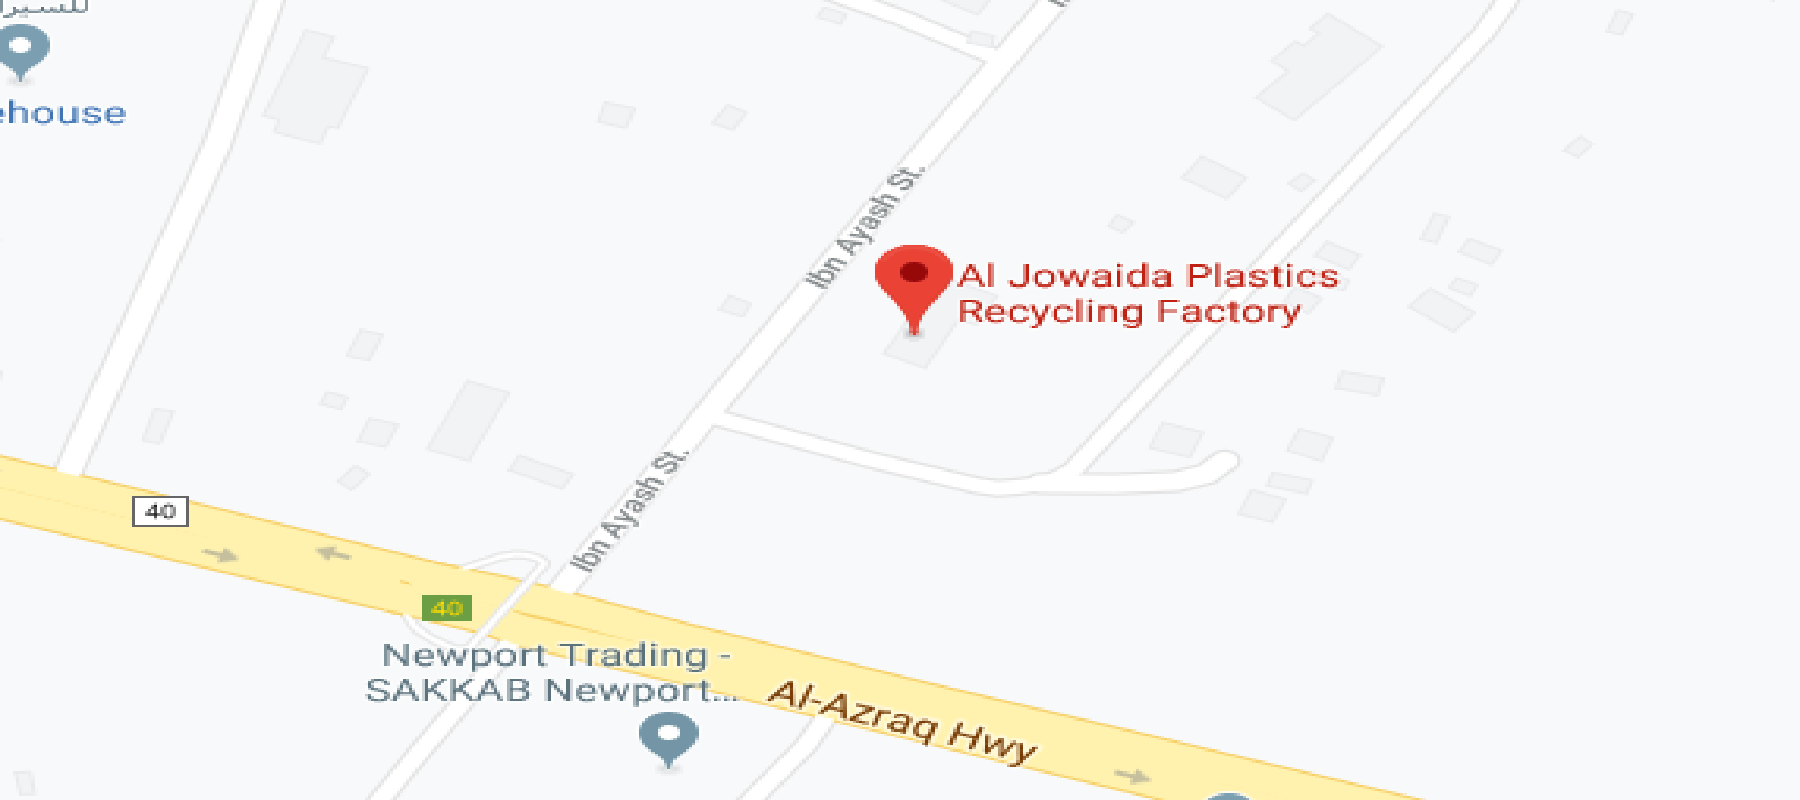 ehouse
Ibn Ayash St.
Al Jowaida Plastics
Recycling Factory
Ibn Ayash St.
40
40
Newport Trading -
SAKKAB Newport...
Al-Azraq Hwy